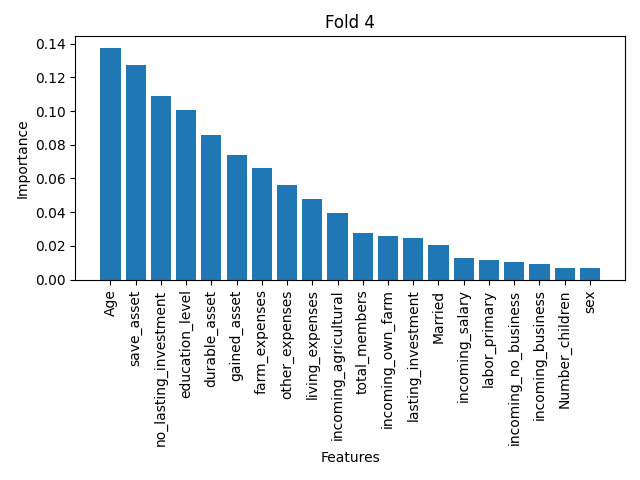 Fold 4
Importance
0.14
0.12
0.10
0.08
0.06
0.04
0.02
0.00
Age
save_asset
no_lasting_investment
education_level
durable_asset
gained_asset
farm_expenses
other_expenses
living_expenses
incoming_agricultural
total_members
incoming_own_farm
lasting_investment
Married
incoming_salary
labor_primary
incoming_no_business
incoming_business
Number_children
sex
Features